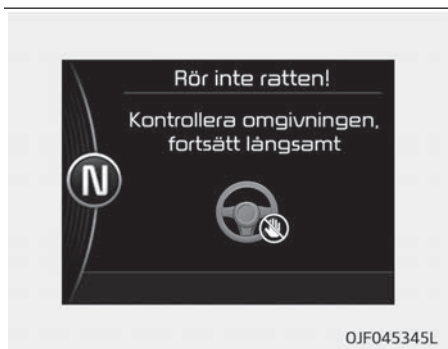 Rör inte ratten!
Kontrollera omgivningen,
fortsätt långsamt
N
OJF045345L